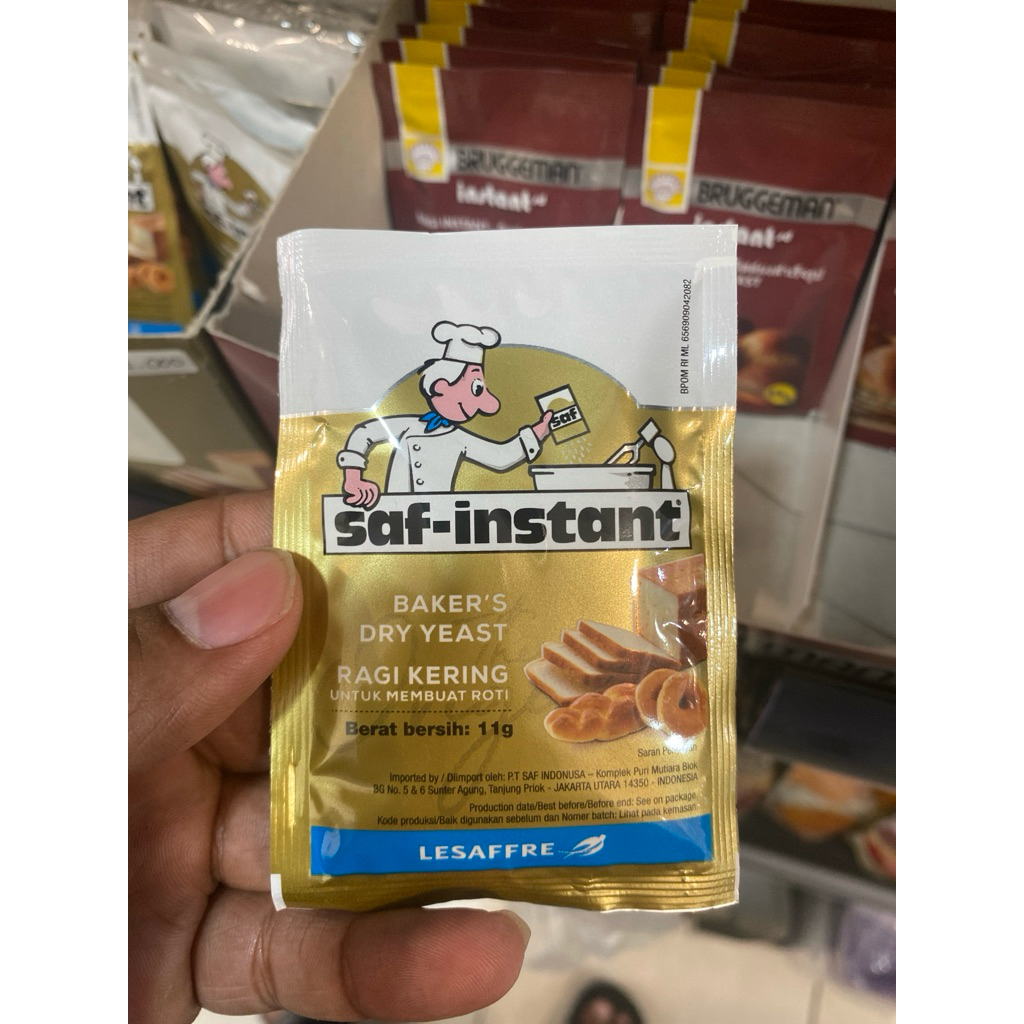 BRUGGEMAN
instant
BRUGGEMAN
BPOM RI ML 656909042082
saf
saf-instant
BAKER'S
DRY YEAST
RAGI KERING
UNTUK MEMBUAT ROTI
Berat bersih: 11g
Saran
Imported by / Diimport oleh: P.T SAF INDONUSA – Komplek Puri Mutiara Blok
BG No. 5 & 6 Sunter Agung, Tanjung Priok - JAKARTA UTARA 14350 - INDONESIA
Production date/Best before/Before end: See on package
Kode produksi/Baik digunakan sebelum dan Nomer batch: Lihat pada kemasan
LESAFFRE